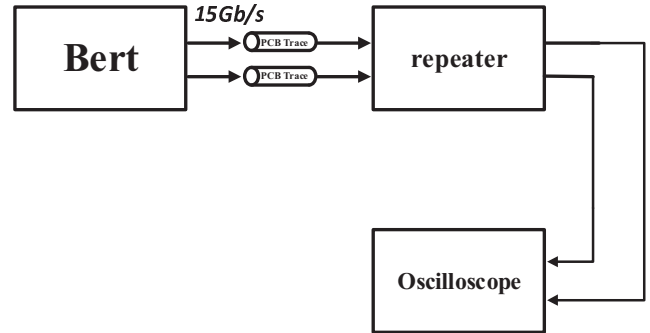 15Gb/s
Bert
PCB Trace
PCB Trace
repeater
Oscilloscope